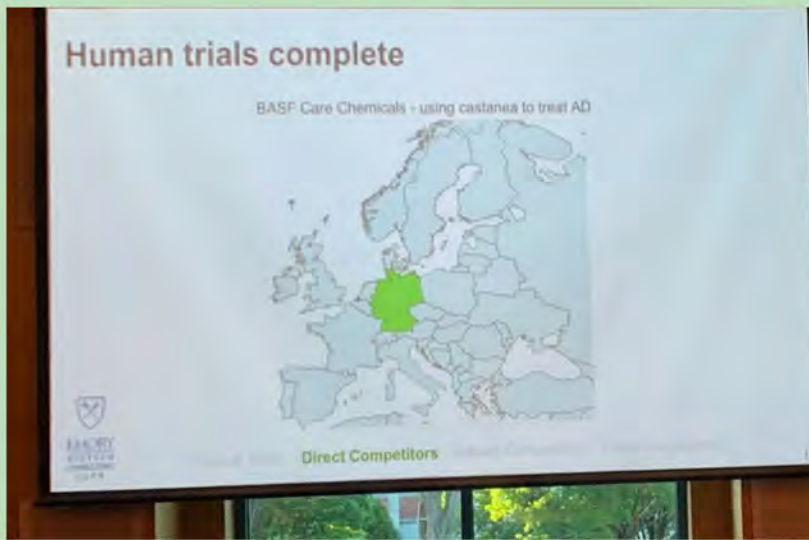 Human trials complete
BASF Care Chemicals - using castanea to treat AD
EMORY
Direct Competitors